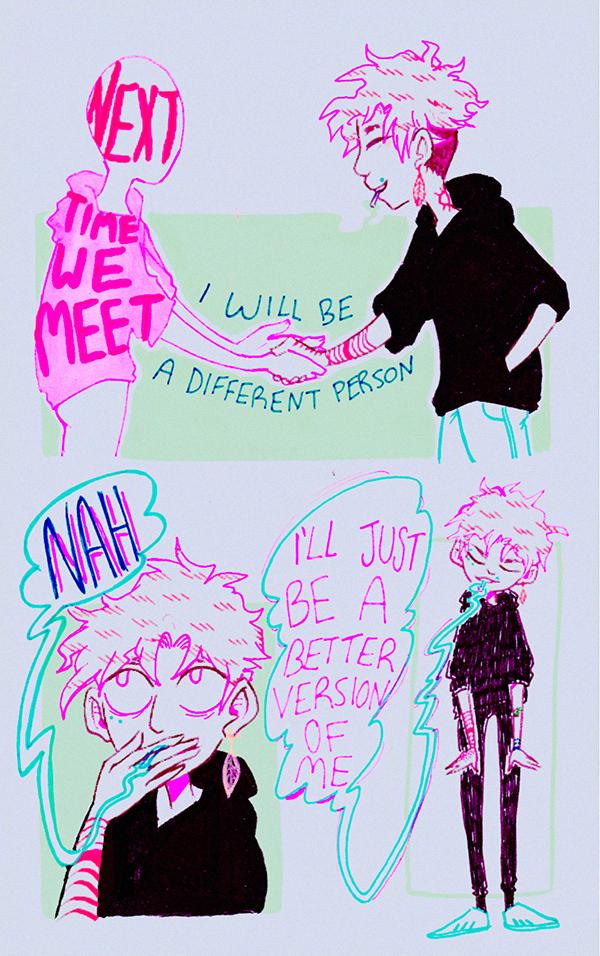 NEXT
TIME
WE
MEET
I WILL BE
A DIFFERENT PERSON
NAH
I'LL JUST
BE A
BETTER
VERSION
OF
ME